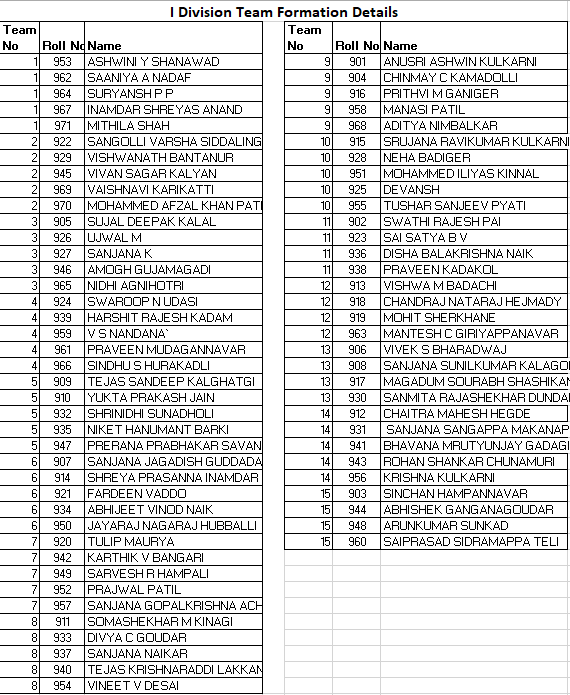 I Division Team Formation Details
Team No Roll No Name
1 953 ASHWINI Y SHANAWAD
1 962 SAANIYA A NADAF
1 964 SURYANSH P P
1 967 INAMDAR SHREYAS ANAND
1 971 MITHILA SHAH
2 922 SANGOLLI VARSHA SIDDALING
2 929 VISHWANATH BANTANUR
2 945 VIVAN SAGAR KALYAN
2 969 VAISHNAVI KARIKATTI
2 970 MOHAMMED AFZAL KHAN PATI
3 905 SUJAL DEEPAK KALAL
3 926 UJWAL M
3 927 SANJANA K
3 946 AMOGH GUJAMAGADI
3 965 NIDHI AGNIHOTRI
4 924 SWAROOP N UDASI
4 939 HARSHIT RAJESH KADAM
4 959 V S NANDANA`
4 961 PRAVEEN MUDAGANNAVAR
4 966 SINDHU S HURAKADLI
5 909 TEJAS SANDEEP KALGHATGI
5 910 YUKTA PRAKASH JAIN
5 932 SHRINIDHI SUNADHOLI
5 935 NIKET HANUMANT BARKI
5 947 PRERANA PRABHAKAR SAVAN
6 907 SANJANA JAGADISH GUDDADA
6 914 SHREYA PRASANNA INAMDAR
6 921 FARDEEN VADDO
6 934 ABHIJEET VINOD NAIK
6 950 JAYARAJ NAGARAJ HUBBALLI
7 920 TULIP MAURYA
7 942 KARTHIK V BANGARI
7 949 SARVESH R HAMPALI
7 952 PRAJWAL PATIL
7 957 SANJANA GOPALKRISHNA ACH
8 911 SOMASHEKHAR M KINAGI
8 933 DIVYA C GOUDAR
8 937 SANJANA NAIKAR
8 940 TEJAS KRISHNARADDI LAKKAN
8 954 VINEET V DESAI
Team No Roll No Name
9 901 ANUSRI ASHWIN KULKARNI
9 904 CHINMAY C KAMADOLLI
9 916 PRITHVI M GANIGER
9 958 MANASI PATIL
9 968 ADITYA NIMBALKAR
10 915 SRUJANA RAVIKUMAR KULKARNI
10 928 NEHA BADIGER
10 951 MOHAMMED ILIYAS KINNAL
10 925 DEVANSH
10 955 TUSHAR SANJEEV PYATI
11 902 SWATHI RAJESH PAI
11 923 SAI SATYA B V
11 936 DISHA BALAKRISHNA NAIK
11 938 PRAVEEN KADAKOL
12 913 VISHWA M BADACHI
12 918 CHANDRAJ NATARAJ HEJMADY
12 919 MOHIT SHERKHANE
12 963 MANTESH C GIRIYAPPANAVAR
13 906 VIVEK S BHARADWAJ
13 908 SANJANA SUNILKUMAR KALAGO
13 917 MAGADUM SOURABH SHASHIKAN
13 930 SANMITA RAJASHEKHAR DUNDA
14 912 CHAITRA MAHESH HEGDE
14 931 SANJANA SANGAPPA MAKANAP
14 941 BHAVANA MRUTYUNJAY GADAG
14 943 ROHAN SHANKAR CHUNAMURI
14 956 KRISHNA KULKARNI
15 903 SINCHAN HAMPANNAVAR
15 944 ABHISHEK GANGANAGOUDAR
15 948 ARUNKUMAR SUNKAD
15 960 SAIPRASAD SIDRAMAPPA TELI